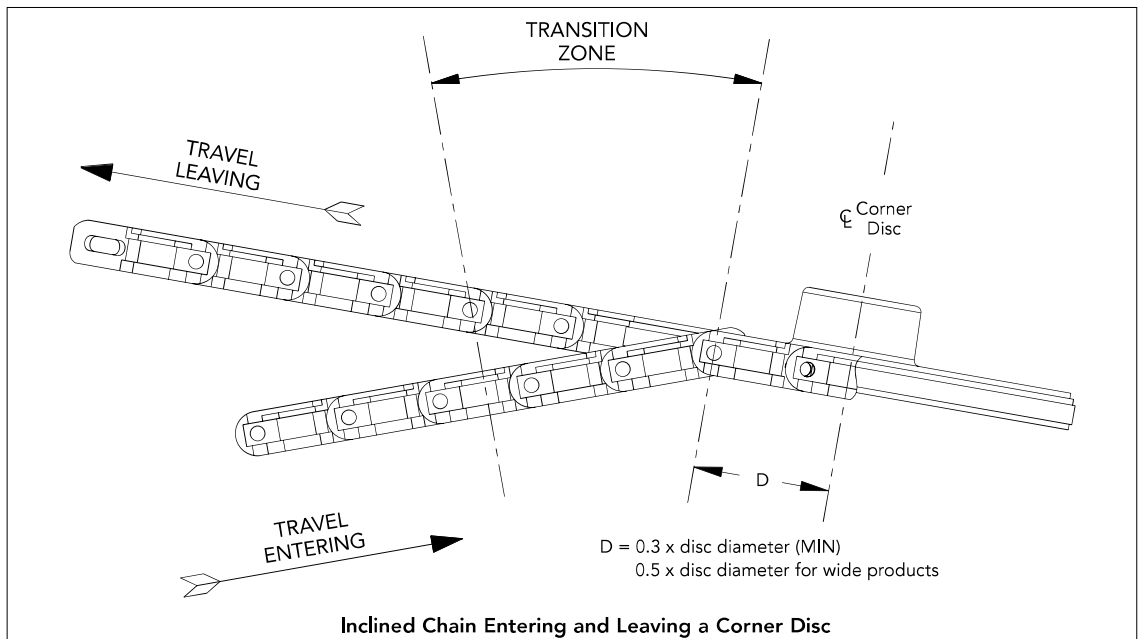 TRANSITION
ZONE
TRAVEL
LEAVING
℄ Corner
Disc
D
TRAVEL
ENTERING
D = 0.3 x disc diameter (MIN)
0.5 x disc diameter for wide products
Inclined Chain Entering and Leaving a Corner Disc